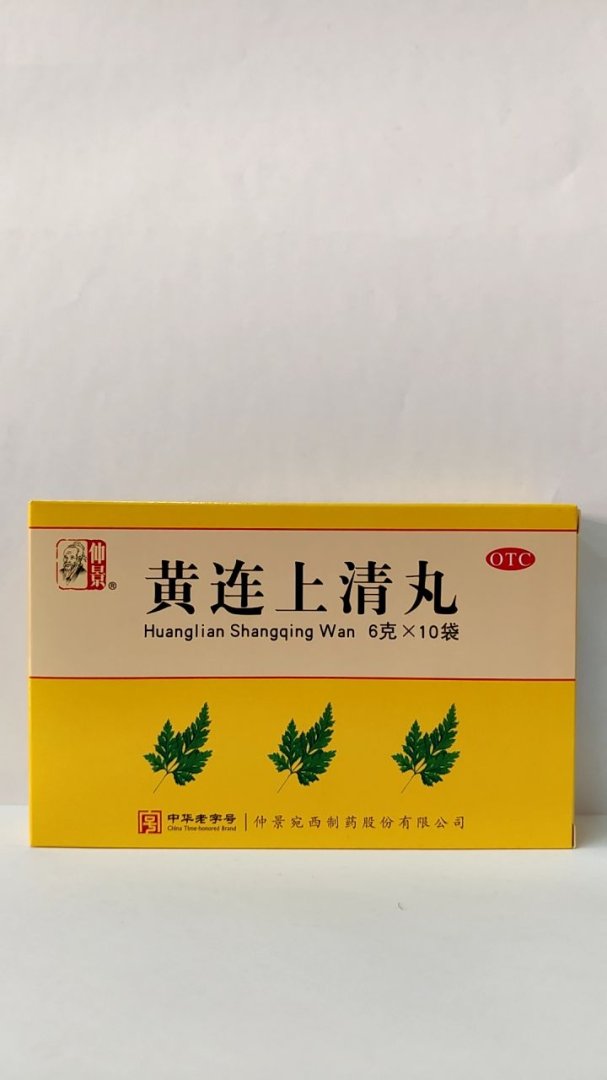 仲景®
OTC
黄连上清丸
Huanglian Shangqing Wan 6克×10袋
中华老字号
China Time-honored Brand
仲景宛西制药股份有限公司